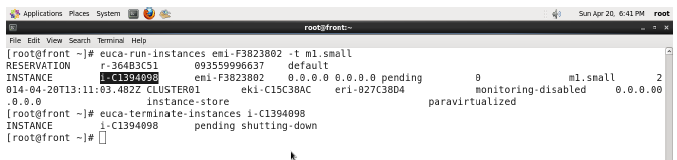 Applications Places System Sun Apr 20, 6:41 PM root
root@front:~
File Edit View Search Terminal Help
[root@front ~]# euca-run-instances emi-F3823802 -t m1.small
RESERVATION r-364B3C51 093559996637 default
INSTANCE i-C1394098 emi-F3823802 0.0.0.0 0.0.0.0 pending 0 m1.small 2
014-04-20T13:11:03.482Z CLUSTER01 eki-C15C38AC eri-027C38D4 monitoring-disabled 0.0.0.00
.0.0.0 instance-store paravirtualized
[root@front ~]# euca-terminate-instances i-C1394098
INSTANCE i-C1394098 pending shutting-down
[root@front ~]#